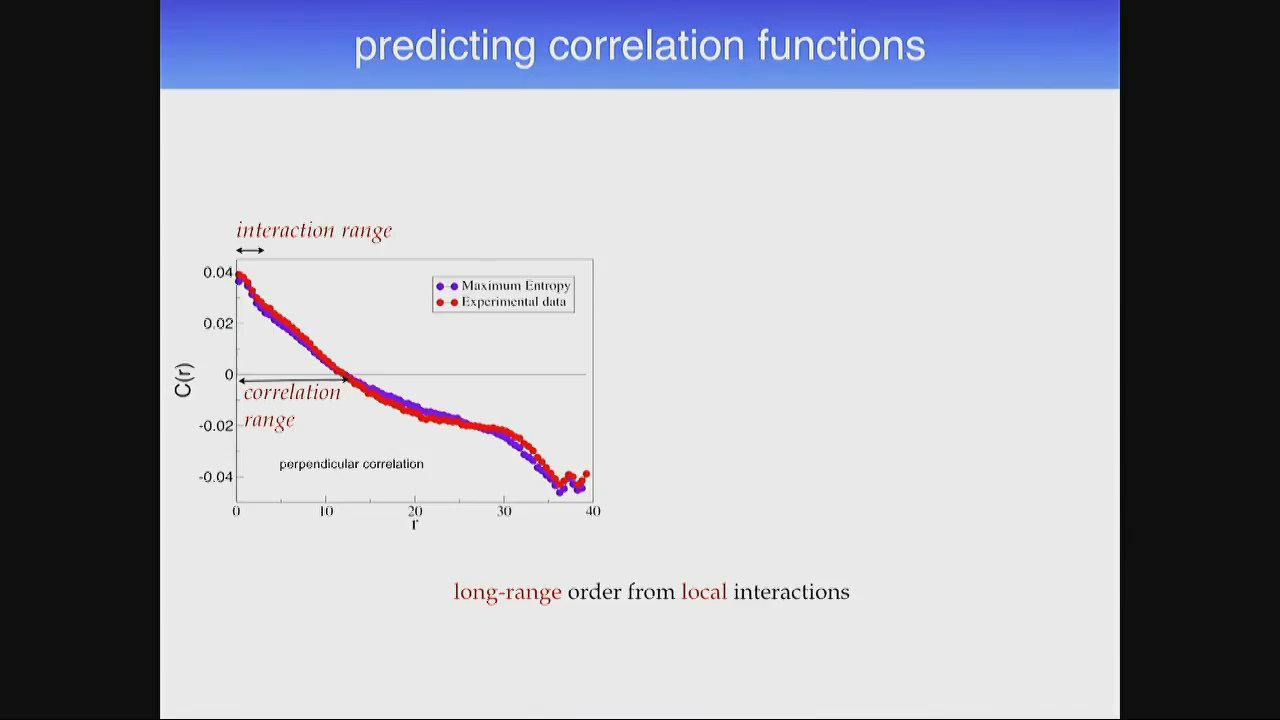 predicting correlation functions
interaction range
0.04
0.02
0
-0.02
-0.04
C(r)
Maximum Entropy
Experimental data
correlation
range
perpendicular correlation
0
10
20
30
40
r
long-range order from local interactions